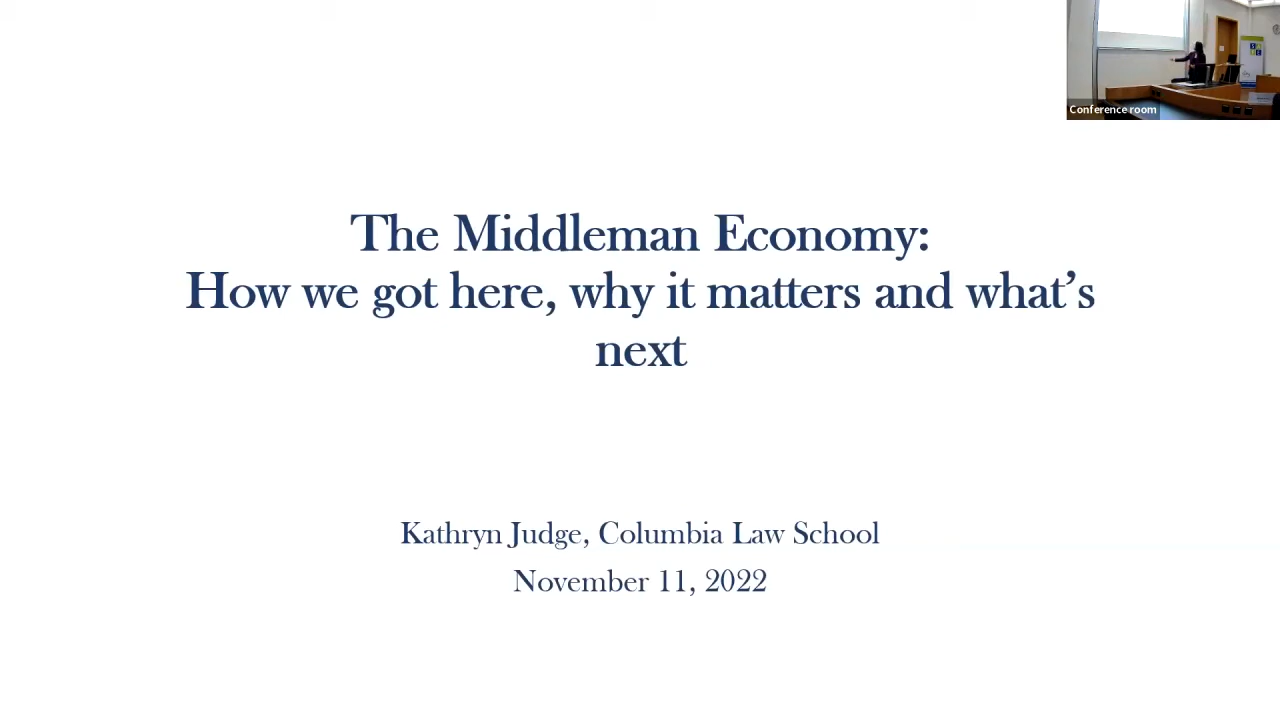 Conference room
The Middleman Economy:
How we got here, why it matters and what's
next
Kathryn Judge, Columbia Law School
November 11, 2022